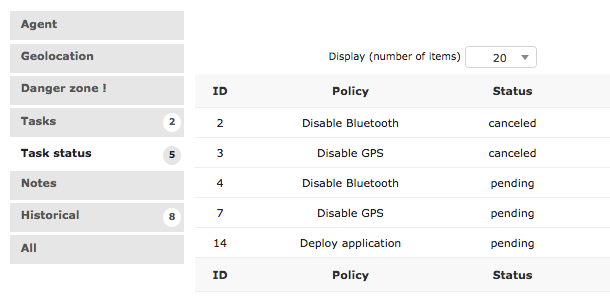 Agent
Geolocation
Danger zone !
Tasks 2
Task status 5
Notes
Historical 8
All
Display (number of items) 20
ID Policy Status
2 Disable Bluetooth canceled
3 Disable GPS canceled
4 Disable Bluetooth pending
7 Disable GPS pending
14 Deploy application pending
ID Policy Status